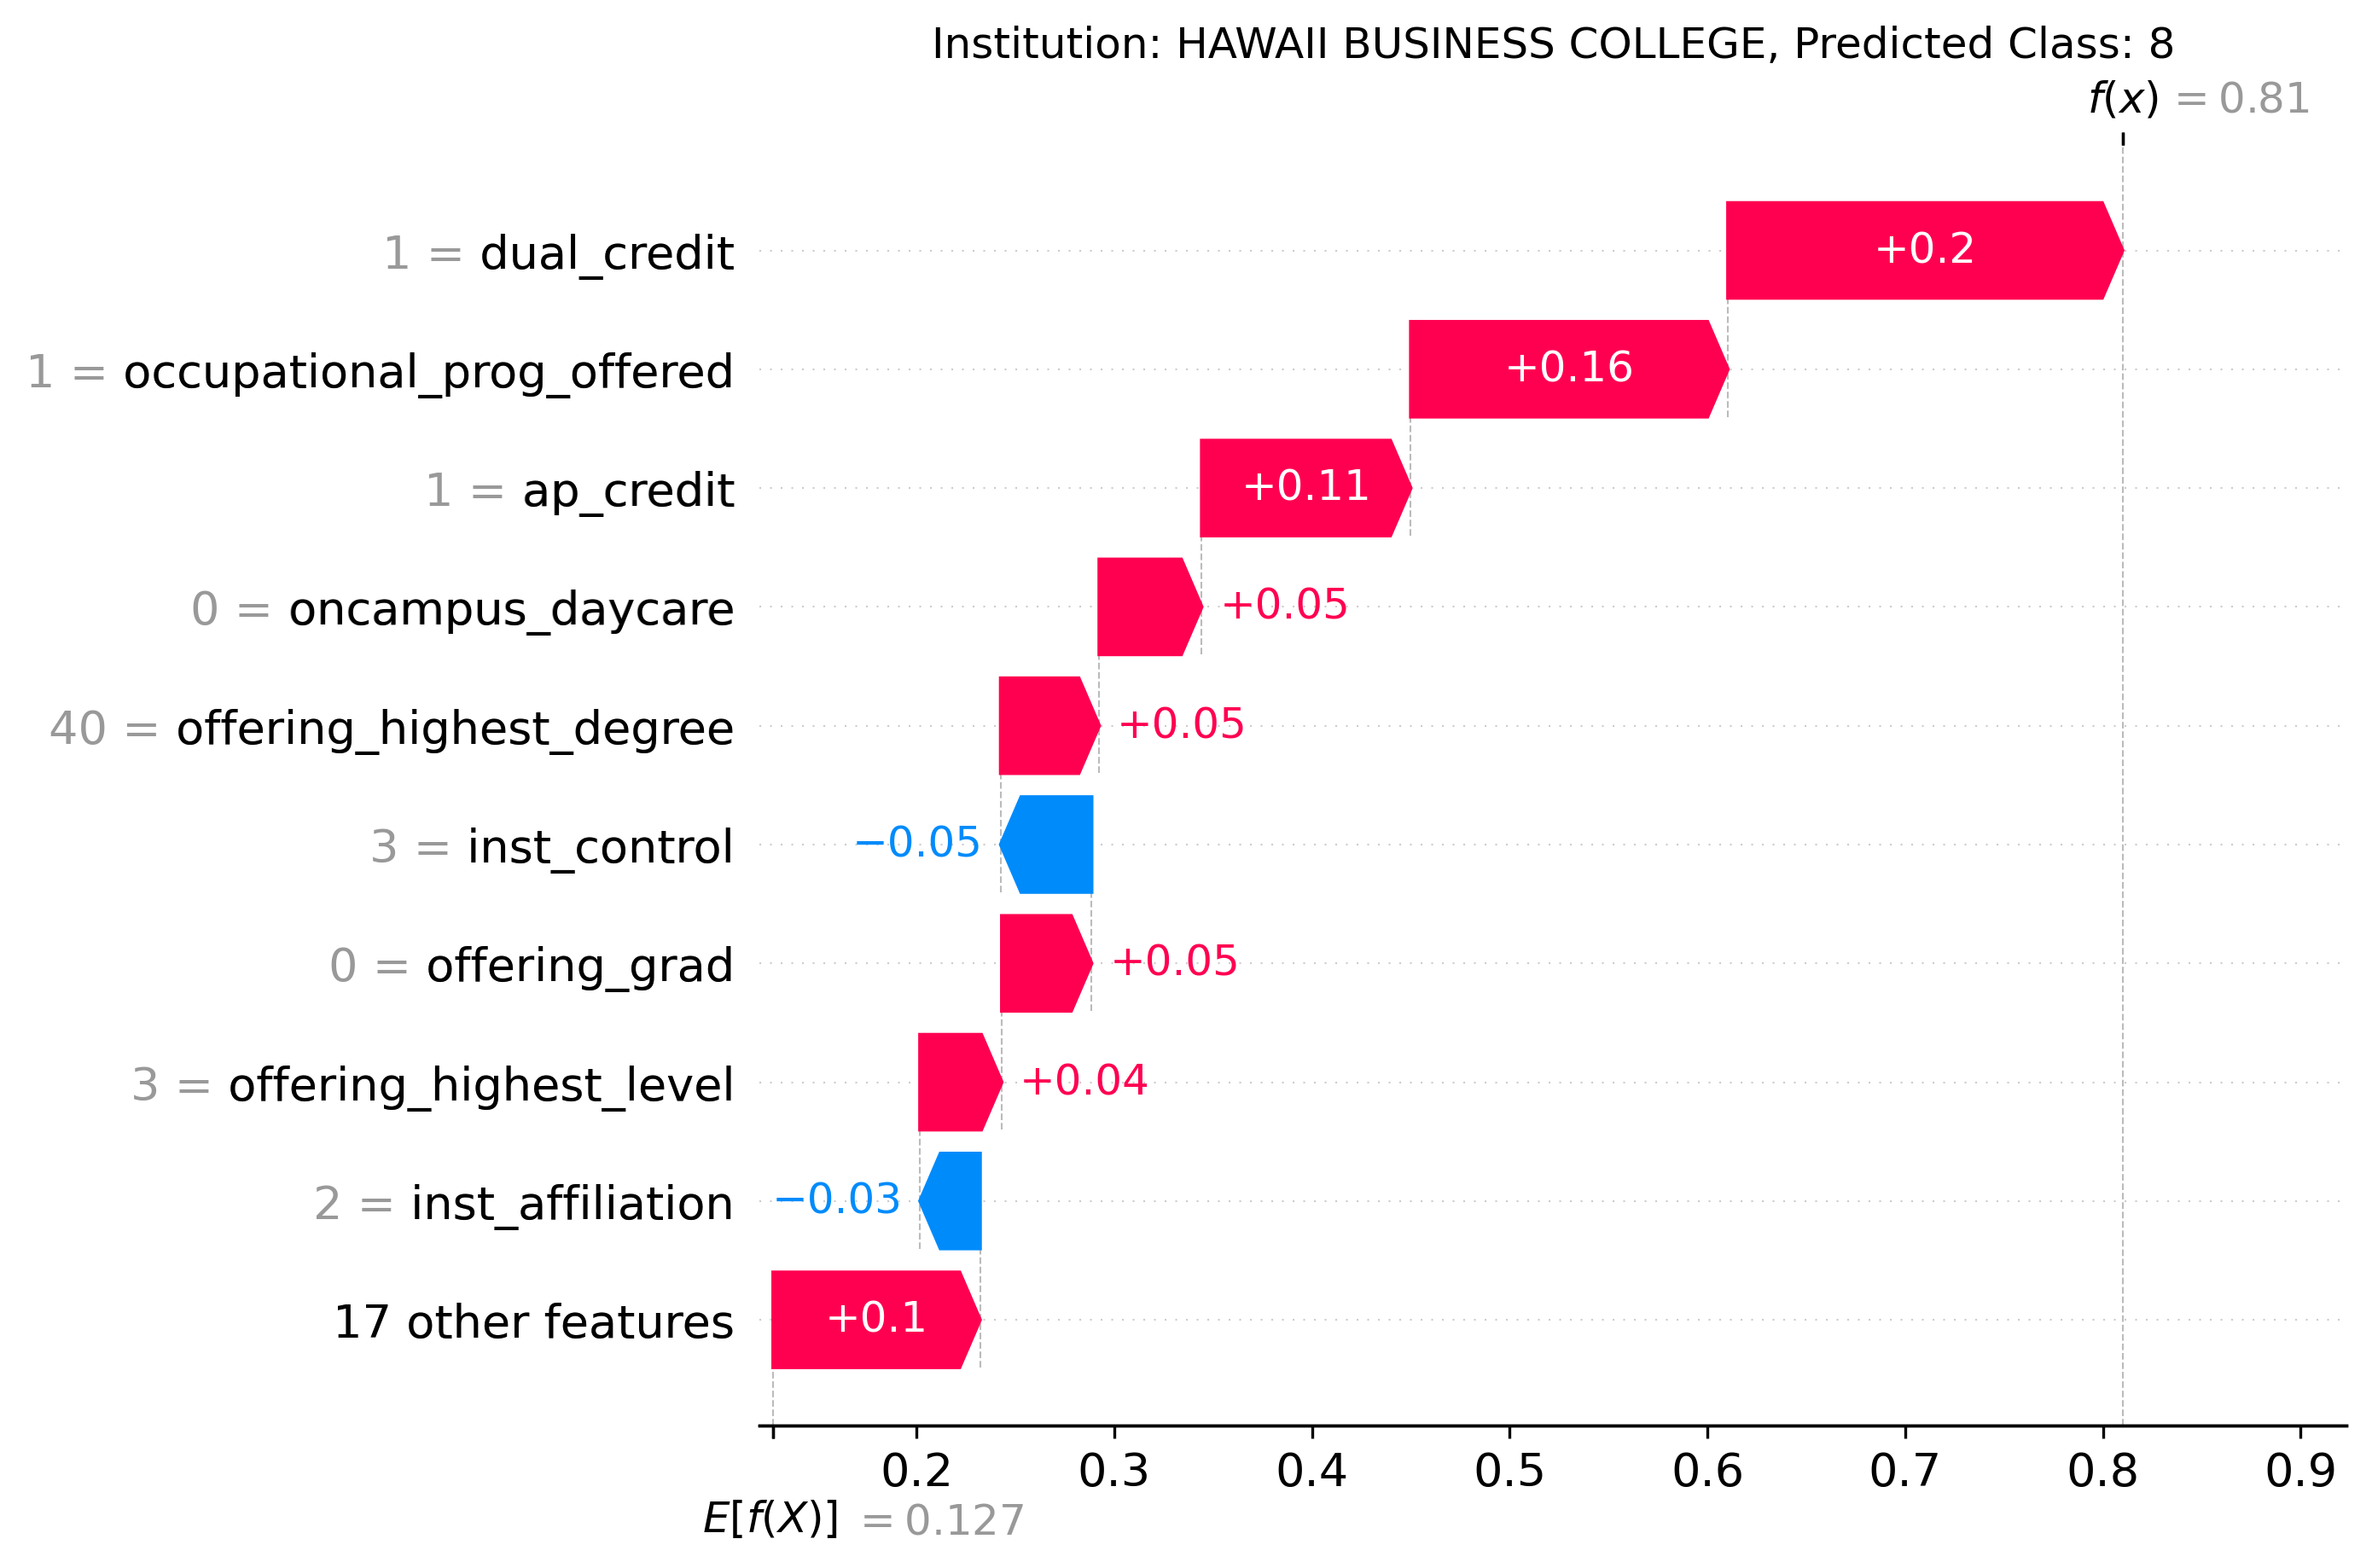 Institution: HAWAII BUSINESS COLLEGE, Predicted Class: 8
f(x) = 0.81
1 = dual_credit +0.2
1 = occupational_prog_offered +0.16
1 = ap_credit +0.11
0 = oncampus_daycare +0.05
40 = offering_highest_degree +0.05
3 = inst_control −0.05
0 = offering_grad +0.05
3 = offering_highest_level +0.04
2 = inst_affiliation −0.03
17 other features +0.1
0.2 0.3 0.4 0.5 0.6 0.7 0.8 0.9
E[f(X)] = 0.127